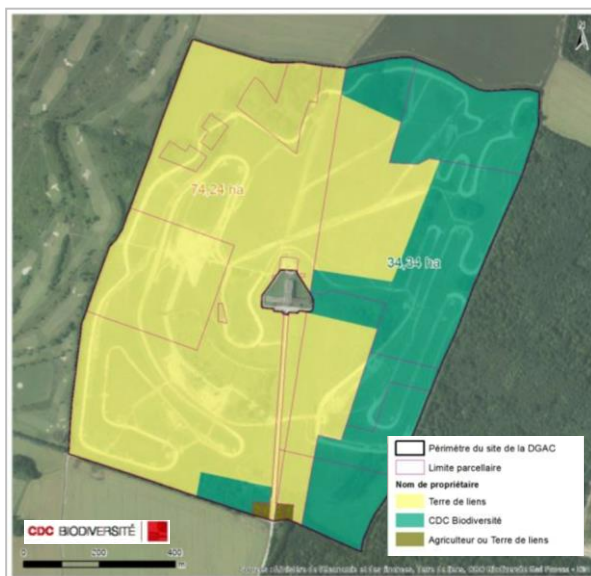 N
74,24 ha
34,34 ha
Périmètre du site de la DGAC
Limite parcellaire
Nom de propriétaire
Terre de liens
CDC Biodiversité
Agriculteur ou Terre de liens
CDC BIODIVERSITÉ
0 200 400
m